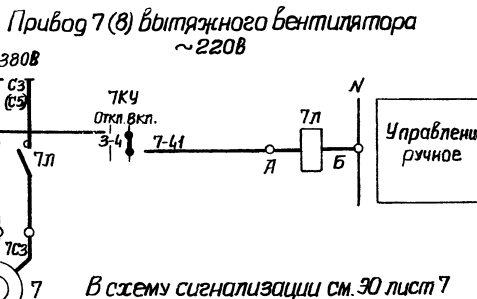 Привод 7(8) вытяжного вентилятора
~220В
380В
С3
(С5)
7КУ
Откл. Вкл.
3-4
7-41
7Л
N
7Л
А
Б
Управлени
ручное
7С3
7
В схему сигнализации см. ЭО лист 7